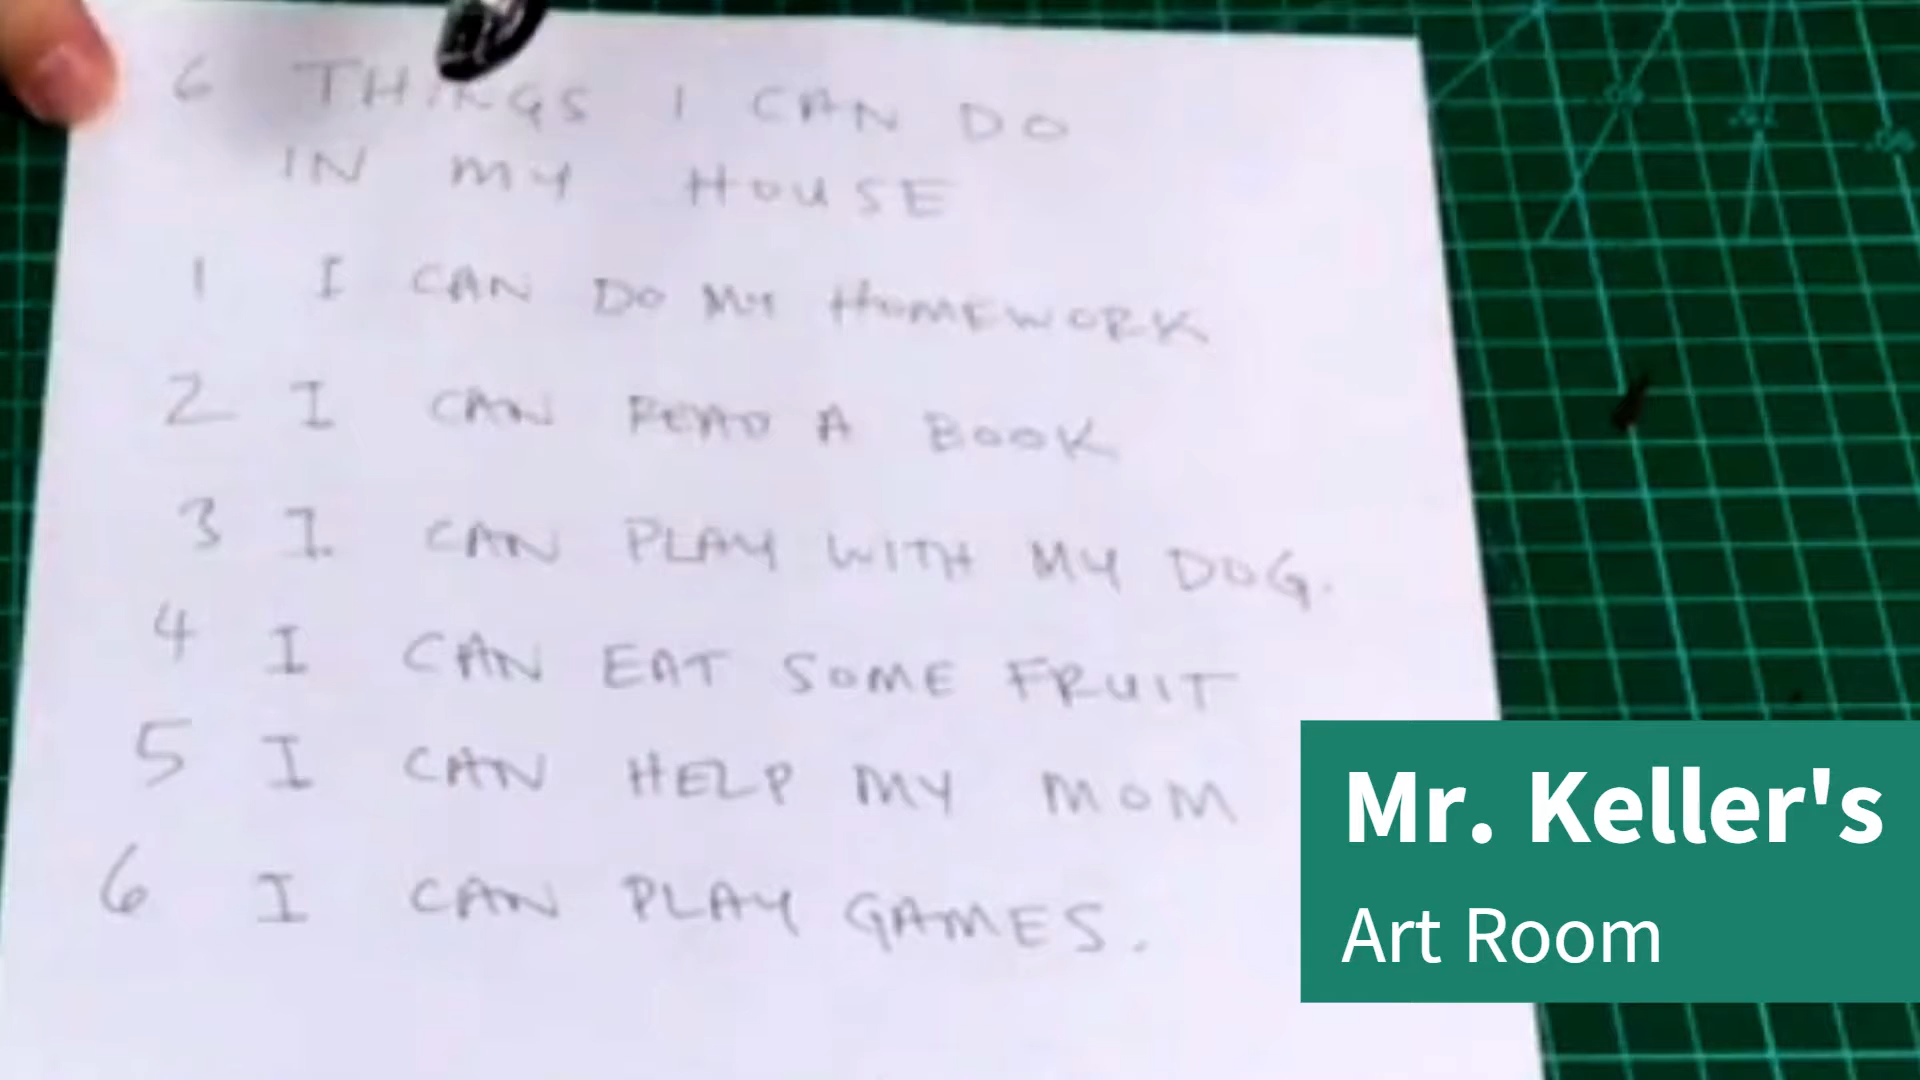 6 THINGS I CAN DO
IN MY HOUSE
1 I CAN DO MY HOMEWORK
2 I CAN READ A BOOK
3 I CAN PLAY WITH MY DOG.
4 I CAN EAT SOME FRUIT
5 I CAN HELP MY MOM
6 I CAN PLAY GAMES.
Mr. Keller's
Art Room